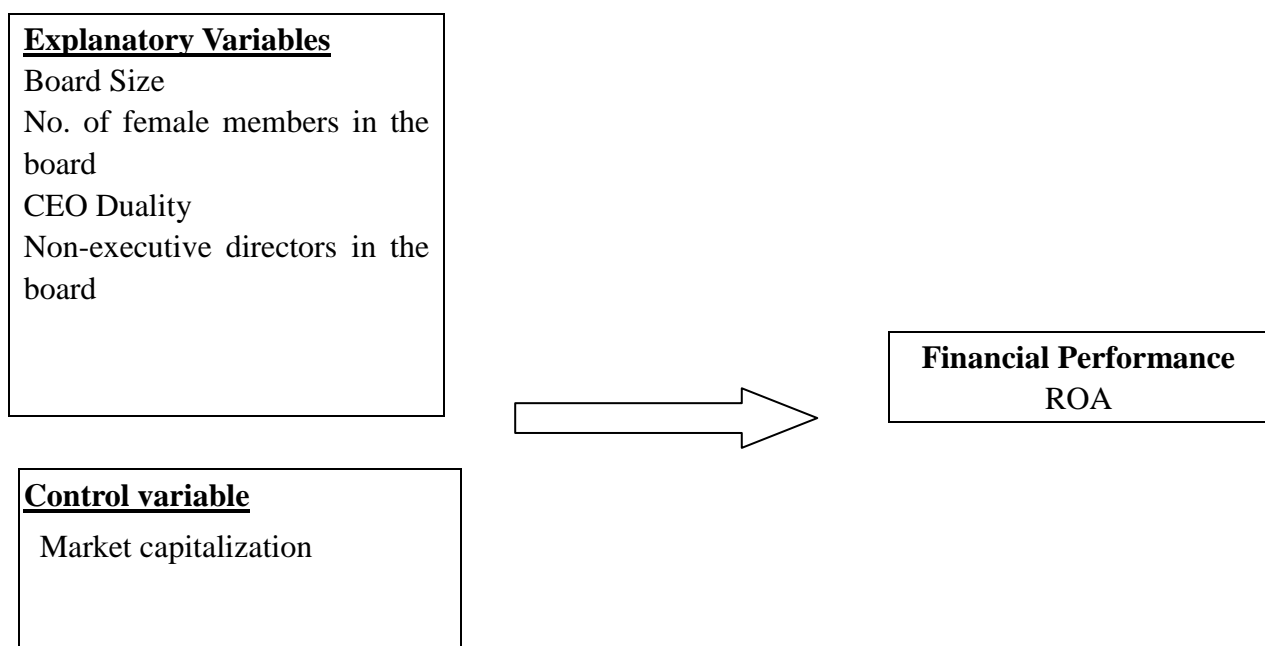 Explanatory Variables
Board Size
No. of female members in the
board
CEO Duality
Non-executive directors in the
board
Financial Performance
ROA
Control variable
Market capitalization